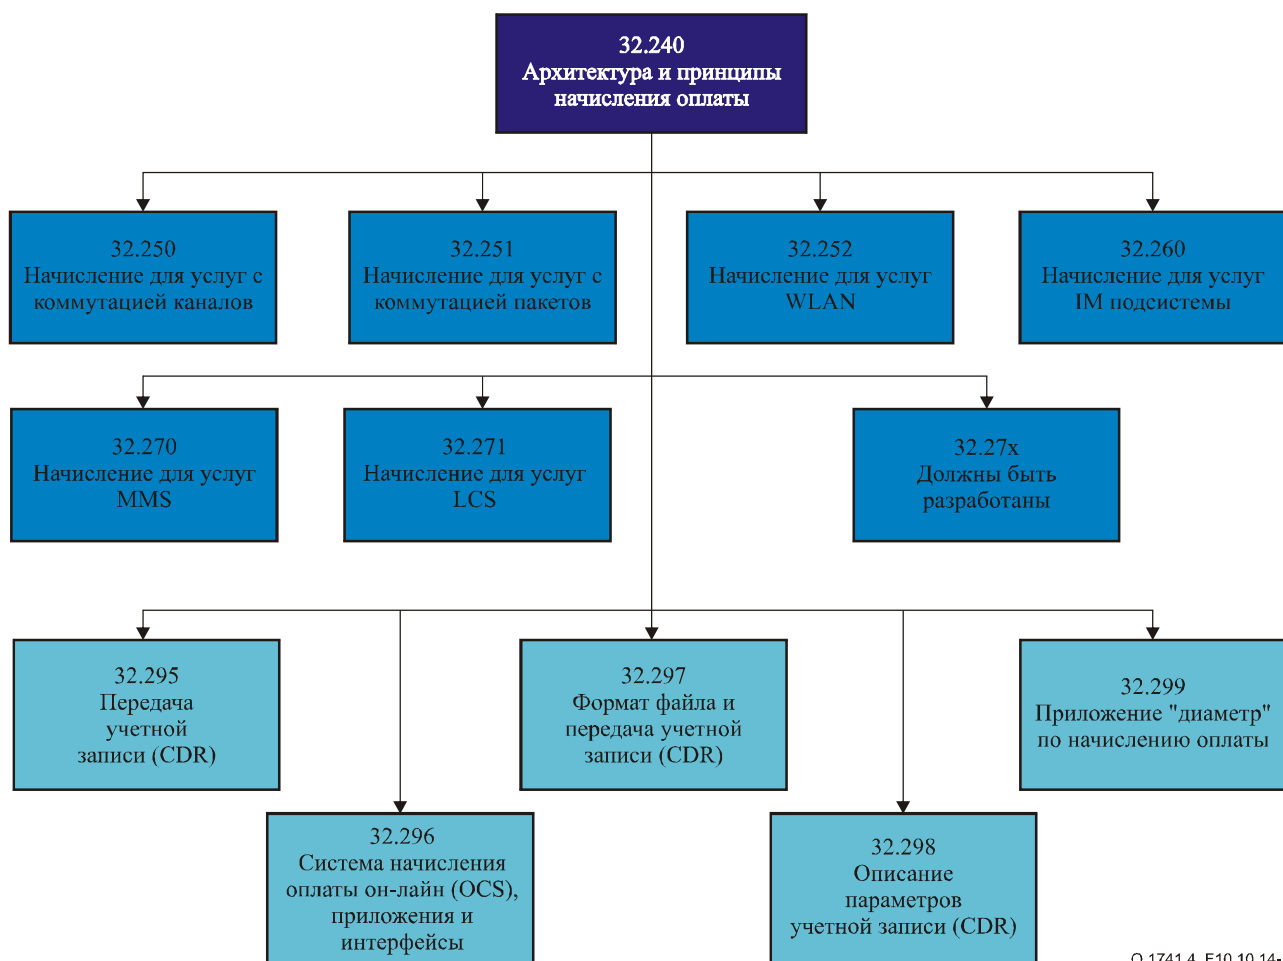 32.240
Архитектура и принципы
начисления оплаты
32.250
Начисление для услуг с
коммутацией каналов
32.251
Начисление для услуг с
коммутацией пакетов
32.252
Начисление для услуг
WLAN
32.260
Начисление для услуг
IM подсистемы
32.270
Начисление для услуг
MMS
32.271
Начисление для услуг
LCS
32.27x
Должны быть
разработаны
32.295
Передача
учетной
записи (CDR)
32.297
Формат файла и
передача учетной
записи (CDR)
32.299
Приложение "диаметр"
по начислению оплаты
32.296
Система начисления
оплаты он-лайн (OCS),
приложения и
интерфейсы
32.298
Описание
параметров
учетной записи (CDR)
Q.1741.4_F10.10.14-